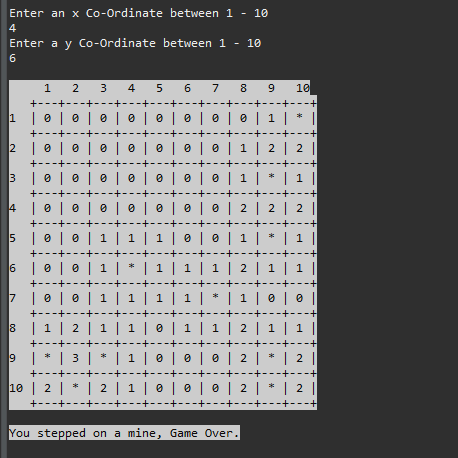 Enter an x Co-Ordinate between 1 - 10
4
Enter a y Co-Ordinate between 1 - 10
6
     1   2   3   4   5   6   7   8   9   10
   +---+---+---+---+---+---+---+---+---+---+
1  | 0 | 0 | 0 | 0 | 0 | 0 | 0 | 0 | 1 | * |
   +---+---+---+---+---+---+---+---+---+---+
2  | 0 | 0 | 0 | 0 | 0 | 0 | 0 | 1 | 2 | 2 |
   +---+---+---+---+---+---+---+---+---+---+
3  | 0 | 0 | 0 | 0 | 0 | 0 | 0 | 1 | * | 1 |
   +---+---+---+---+---+---+---+---+---+---+
4  | 0 | 0 | 0 | 0 | 0 | 0 | 0 | 2 | 2 | 2 |
   +---+---+---+---+---+---+---+---+---+---+
5  | 0 | 0 | 1 | 1 | 1 | 0 | 0 | 1 | * | 1 |
   +---+---+---+---+---+---+---+---+---+---+
6  | 0 | 0 | 1 | * | 1 | 1 | 1 | 2 | 1 | 1 |
   +---+---+---+---+---+---+---+---+---+---+
7  | 0 | 0 | 1 | 1 | 1 | 1 | * | 1 | 0 | 0 |
   +---+---+---+---+---+---+---+---+---+---+
8  | 1 | 2 | 1 | 1 | 0 | 1 | 1 | 2 | 1 | 1 |
   +---+---+---+---+---+---+---+---+---+---+
9  | * | 3 | * | 1 | 0 | 0 | 0 | 2 | * | 2 |
   +---+---+---+---+---+---+---+---+---+---+
10 | 2 | * | 2 | 1 | 0 | 0 | 0 | 2 | * | 2 |
   +---+---+---+---+---+---+---+---+---+---+
You stepped on a mine, Game Over.